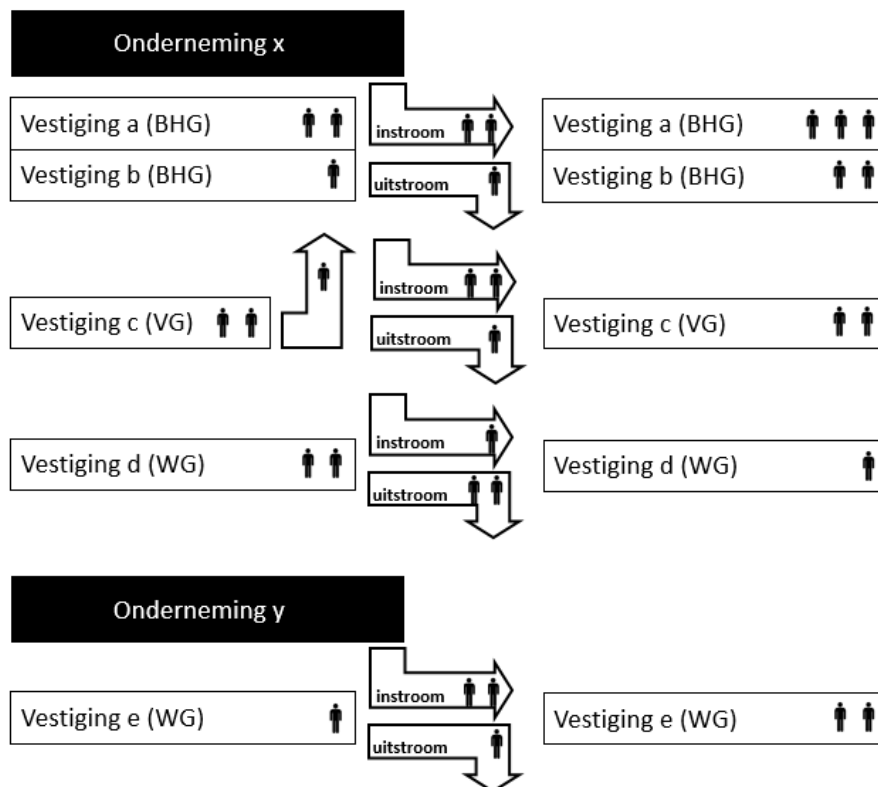 Onderneming x
Vestiging a (BHG)
instroom
Vestiging a (BHG)
Vestiging b (BHG)
uitstroom
Vestiging b (BHG)
instroom
Vestiging c (VG)
uitstroom
Vestiging c (VG)
instroom
Vestiging d (WG)
uitstroom
Vestiging d (WG)
Onderneming y
instroom
Vestiging e (WG)
uitstroom
Vestiging e (WG)